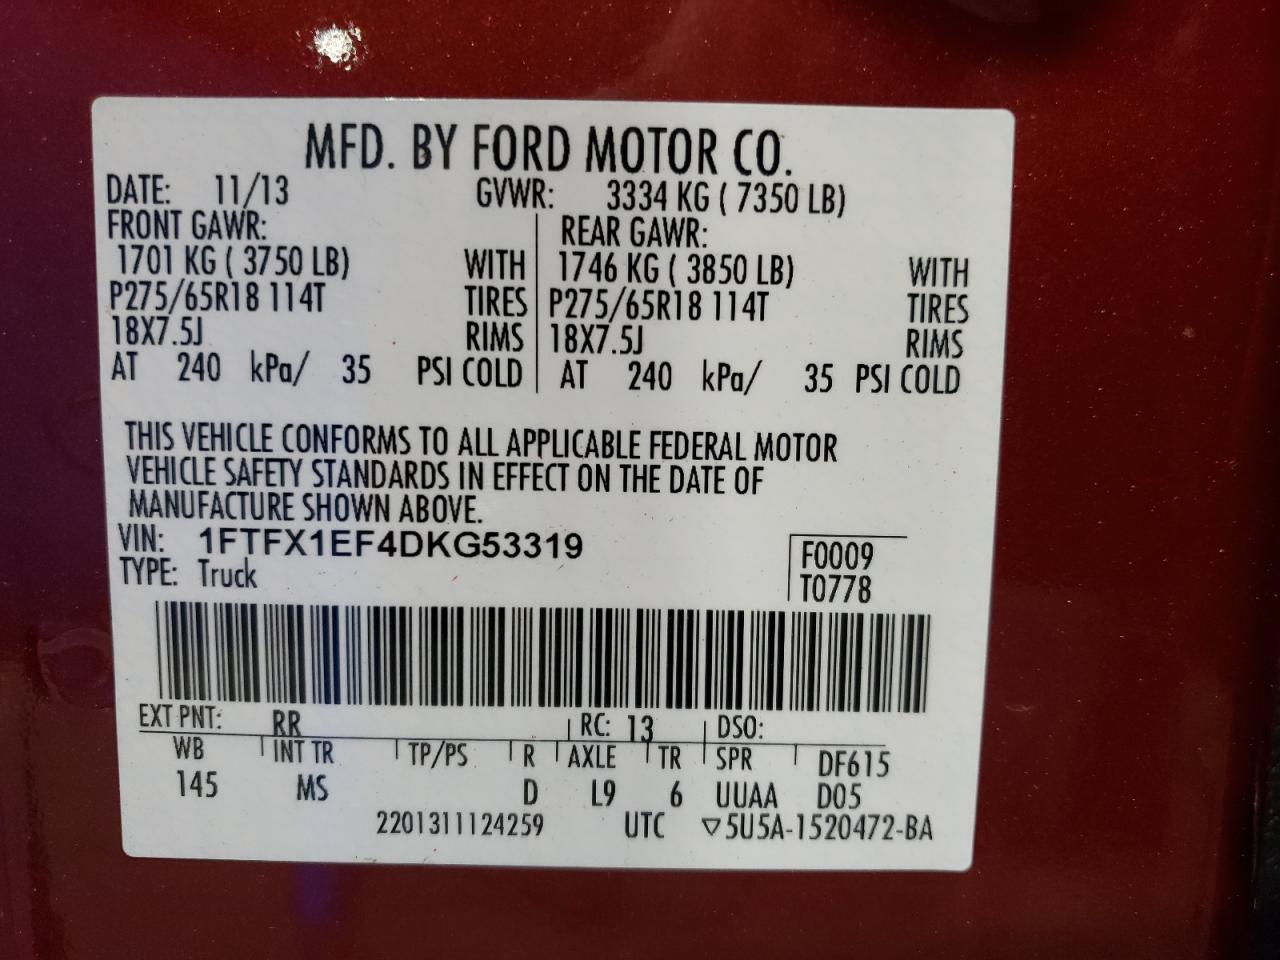 MFD. BY FORD MOTOR CO.
DATE: 11/13 GVWR: 3334 KG ( 7350 LB)
FRONT GAWR: REAR GAWR:
1701 KG ( 3750 LB) WITH 1746 KG ( 3850 LB) WITH
P275/65R18 114T TIRES P275/65R18 114T TIRES
18X7.5J RIMS 18X7.5J RIMS
AT 240 kPa/ 35 PSI COLD AT 240 kPa/ 35 PSI COLD
THIS VEHICLE CONFORMS TO ALL APPLICABLE FEDERAL MOTOR
VEHICLE SAFETY STANDARDS IN EFFECT ON THE DATE OF
MANUFACTURE SHOWN ABOVE.
VIN: 1FTFX1EF4DKG53319 F0009
TYPE: Truck T0778
EXT PNT: RR RC: 13 DSO:
WB INT TR TP/PS R AXLE TR SPR DF615
145 MS D L9 6 UUAA D05
2201311124259 UTC ▽5U5A-1520472-BA